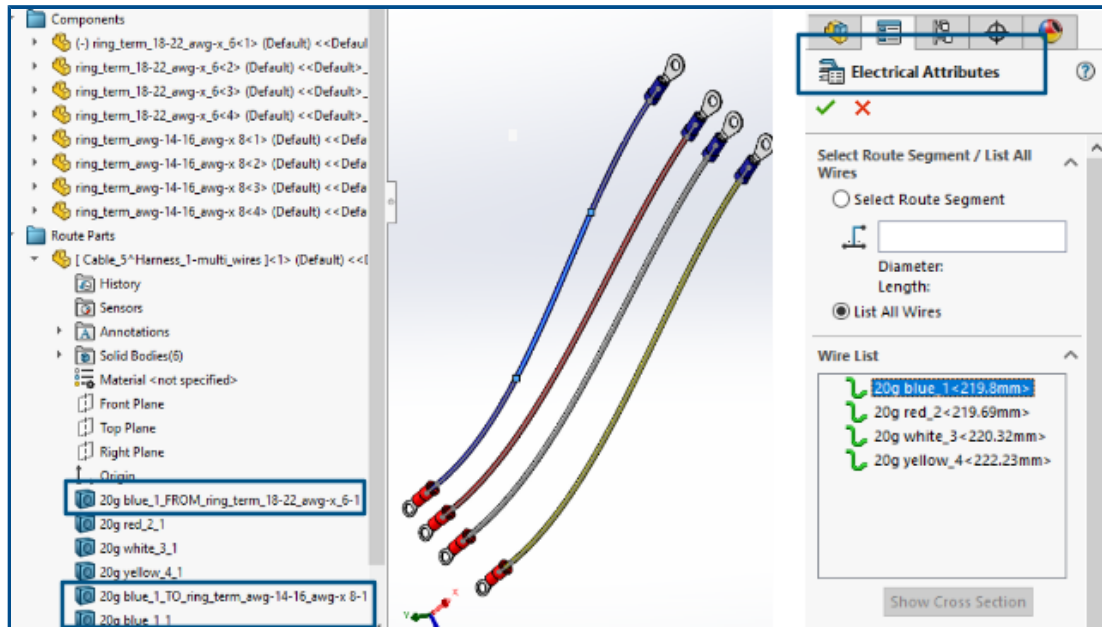 Components
(-) ring_term_18-22_awg-x_6<1> (Default) <<Defaul
ring_term_18-22_awg-x_6<2> (Default) <<Default>_
ring_term_18-22_awg-x_6<3> (Default) <<Default>_
ring_term_18-22_awg-x_6<4> (Default) <<Default>_
ring_term_awg-14-16_awg-x 8<1> (Default) <<Defa
ring_term_awg-14-16_awg-x 8<2> (Default) <<Defa
ring_term_awg-14-16_awg-x 8<3> (Default) <<Defa
ring_term_awg-14-16_awg-x 8<4> (Default) <<Defa
Route Parts
[ Cable_5^Harness_1-multi_wires ]<1> (Default) <<D
History
Sensors
Annotations
Solid Bodies(6)
Material <not specified>
Front Plane
Top Plane
Right Plane
Origin
20g blue_1_FROM_ring_term_18-22_awg-x_6-1
20g red_2_1
20g white_3_1
20g yellow_4_1
20g blue_1_TO_ring_term_awg-14-16_awg-x 8-1
20g blue_1_1
Y
X
Electrical Attributes
Select Route Segment / List All
Wires
Select Route Segment
Diameter:
Length:
List All Wires
Wire List
20g blue_1<219.8mm>
20g red_2<219.69mm>
20g white_3<220.32mm>
20g yellow_4<222.23mm>
Show Cross Section